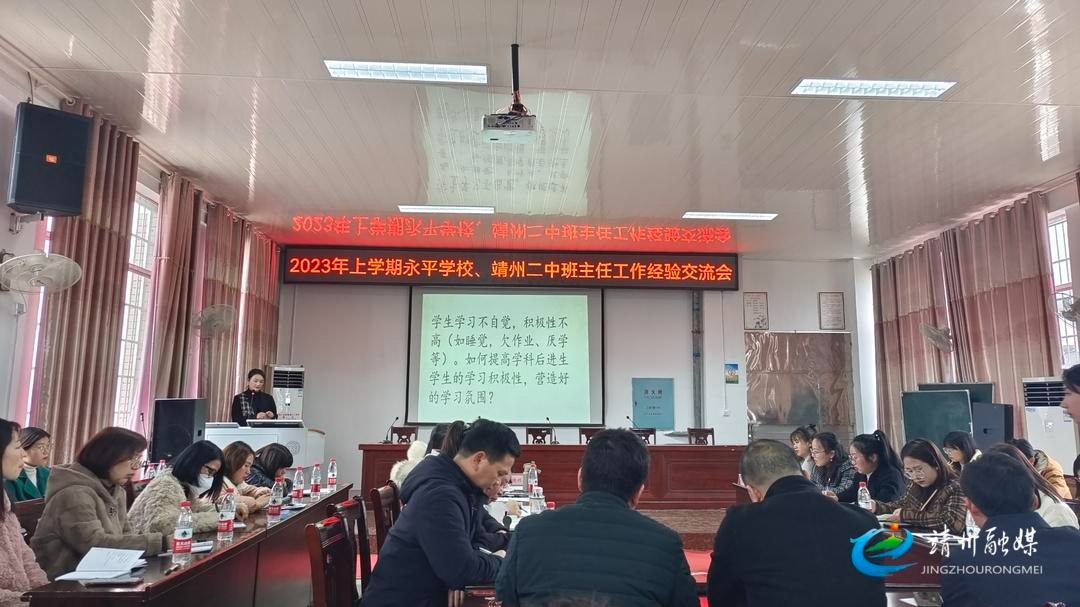 2023年上学期永平学校、靖州二中班主任工作经验交流会
学生学习不自觉，积极性不
高（如睡觉，欠作业、厌学
等）。如何提高学科后进生
学生的学习积极性，营造好
的学习氛围？
靖州融媒
JINGZHOURONGMEI